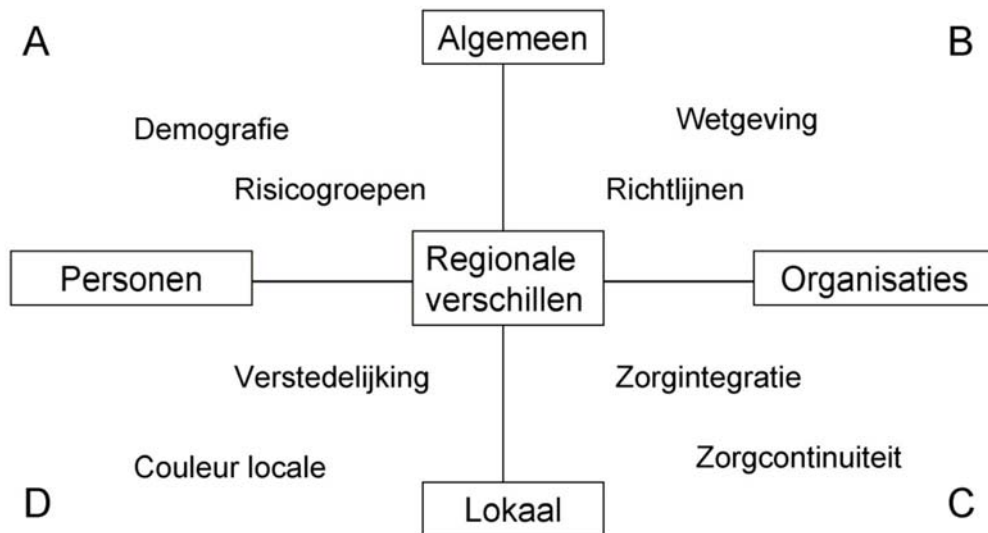 A
Algemeen
B
Demografie
Wetgeving
Risicogroepen
Richtlijnen
Personen
Regionale
verschillen
Organisaties
Verstedelijking
Zorgintegratie
Couleur locale
Zorgcontinuiteit
D
Lokaal
C